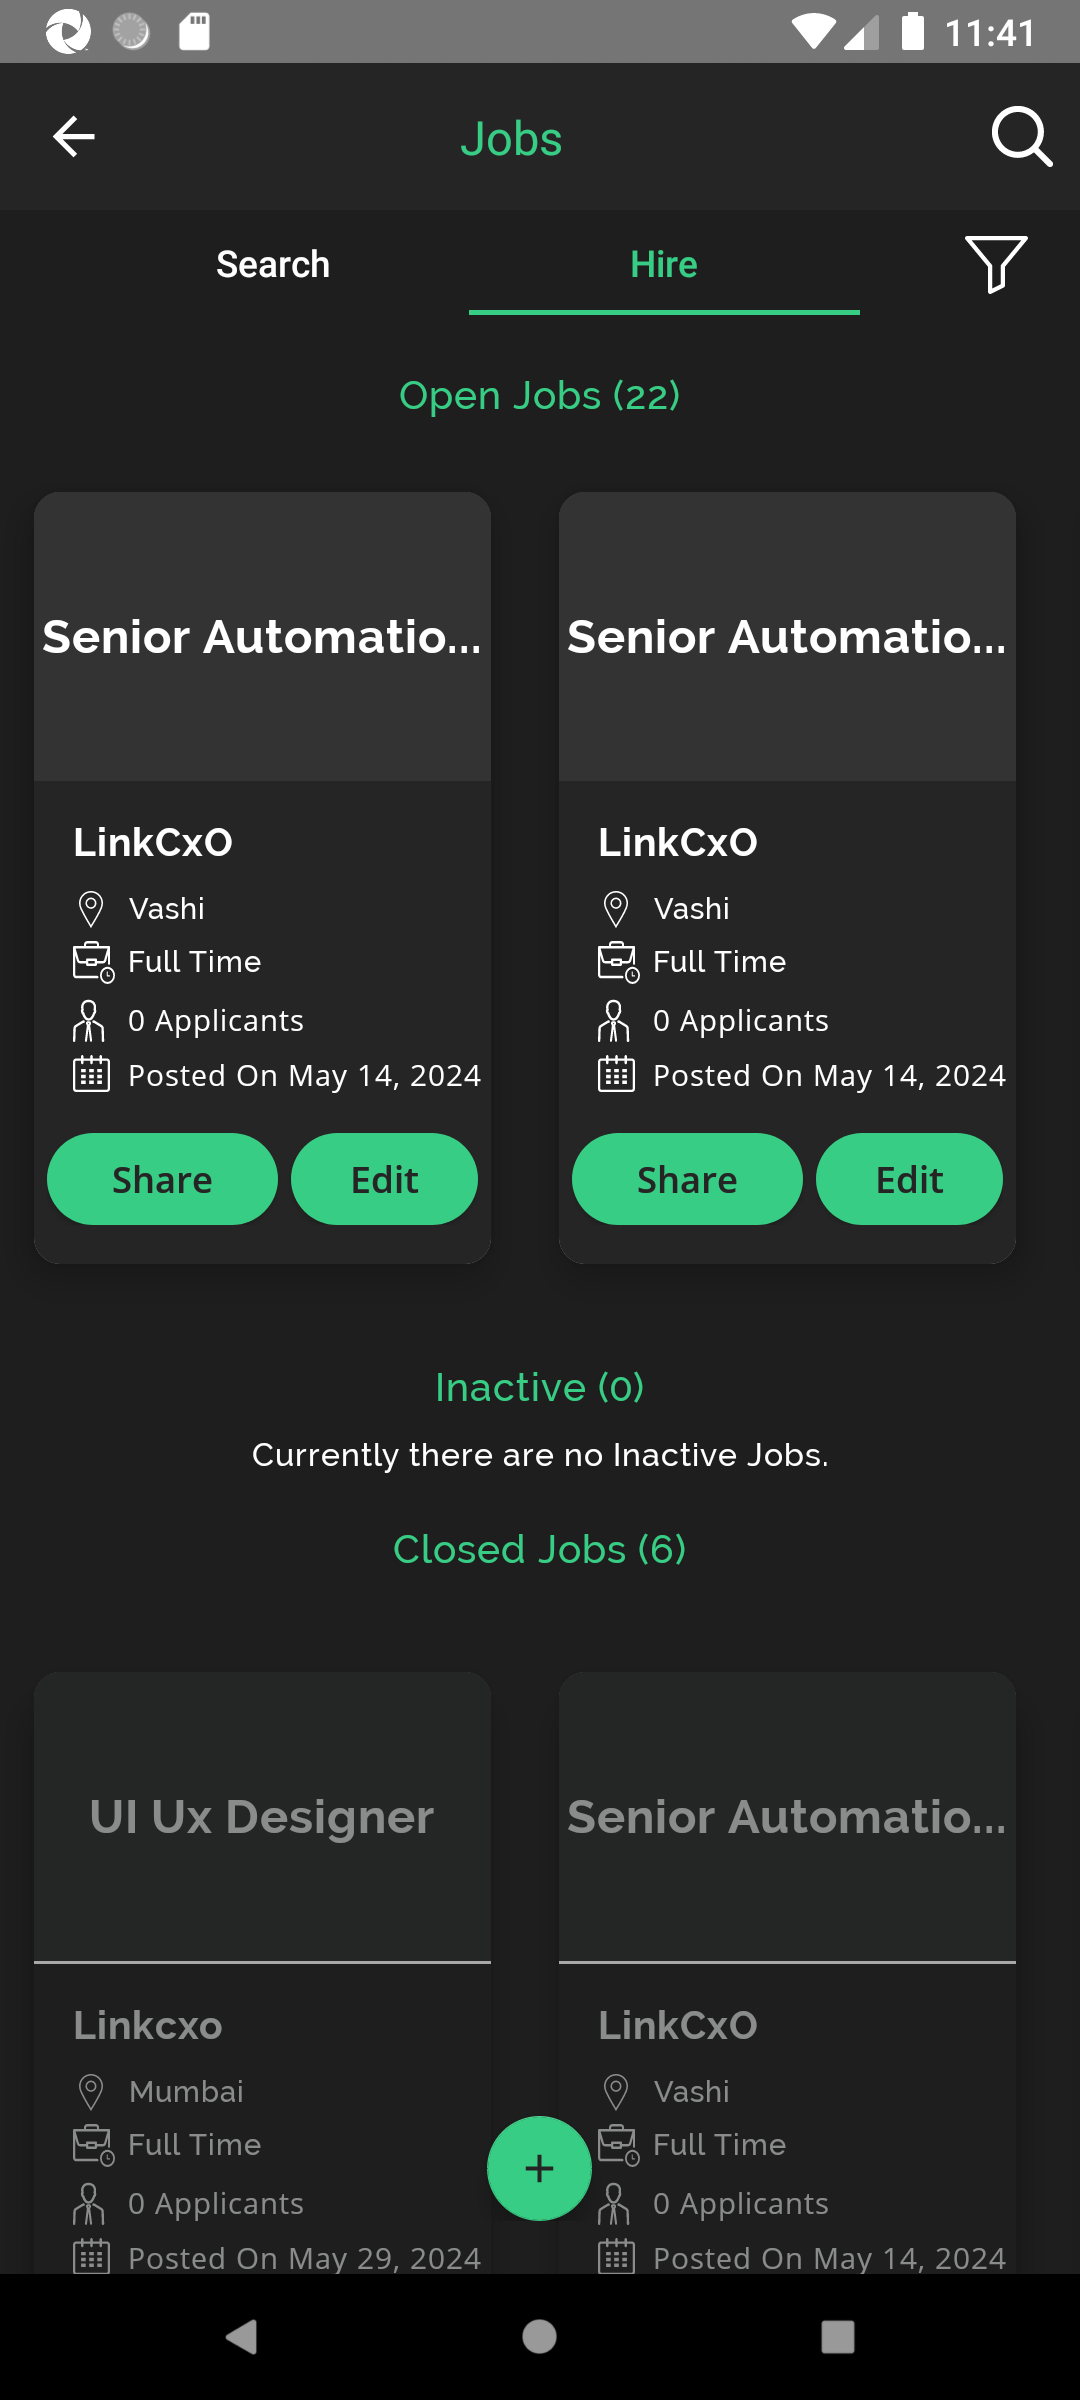 11:41
Jobs
Search
Hire
Open Jobs (22)
Senior Automatio...
LinkCxO
Vashi
Full Time
0 Applicants
Posted On May 14, 2024
Share
Edit
Senior Automatio...
LinkCxO
Vashi
Full Time
0 Applicants
Posted On May 14, 2024
Share
Edit
Inactive (0)
Currently there are no Inactive Jobs.
Closed Jobs (6)
UI Ux Designer
Linkcxo
Mumbai
Full Time
0 Applicants
Posted On May 29, 2024
Senior Automatio...
LinkCxO
Vashi
Full Time
0 Applicants
Posted On May 14, 2024
+